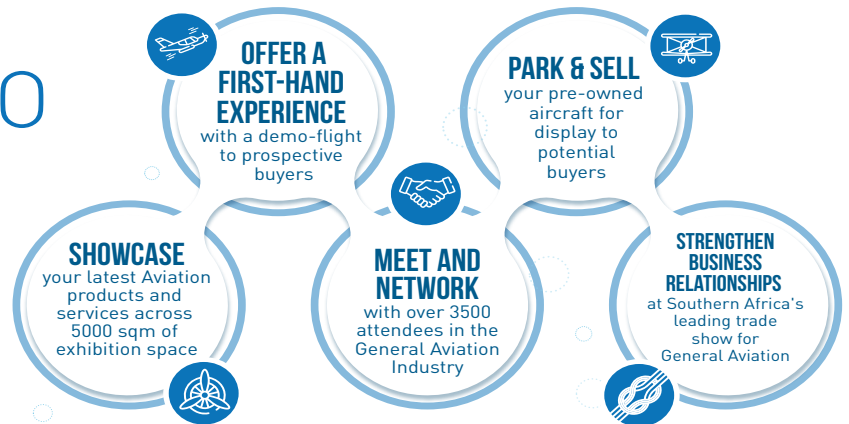 O
OFFER A
FIRST-HAND
EXPERIENCE
with a demo-flight
to prospective
buyers
PARK & SELL
your pre-owned
aircraft for
display to
potential
buyers
SHOWCASE
your latest Aviation
products and
services across
5000 sqm of
exhibition space
MEET AND
NETWORK
with over 3500
attendees in the
General Aviation
Industry
STRENGTHEN
BUSINESS
RELATIONSHIPS
at Southern Africa's
leading trade
show for
General Aviation